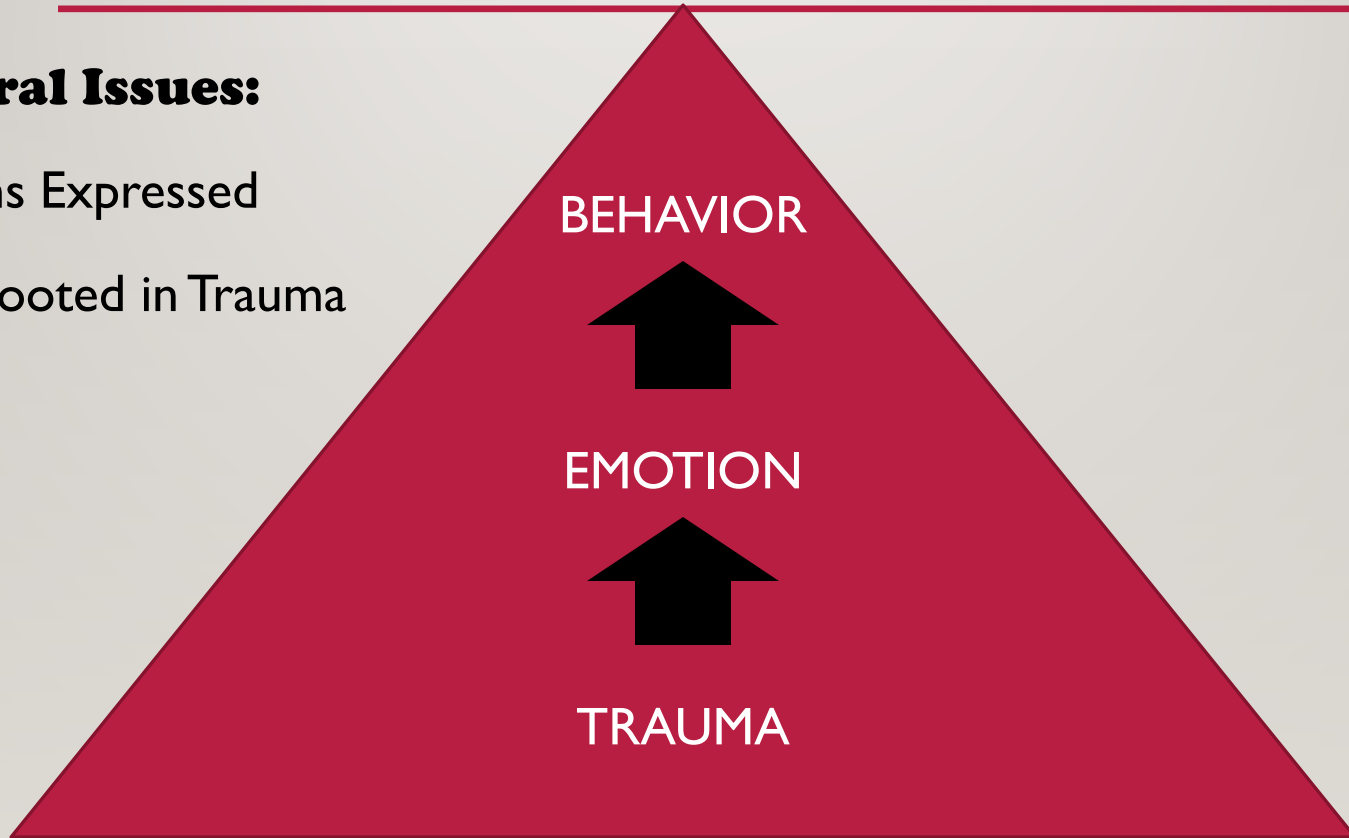 ral Issues:
ns Expressed
ooted in Trauma
BEHAVIOR
EMOTION
TRAUMA